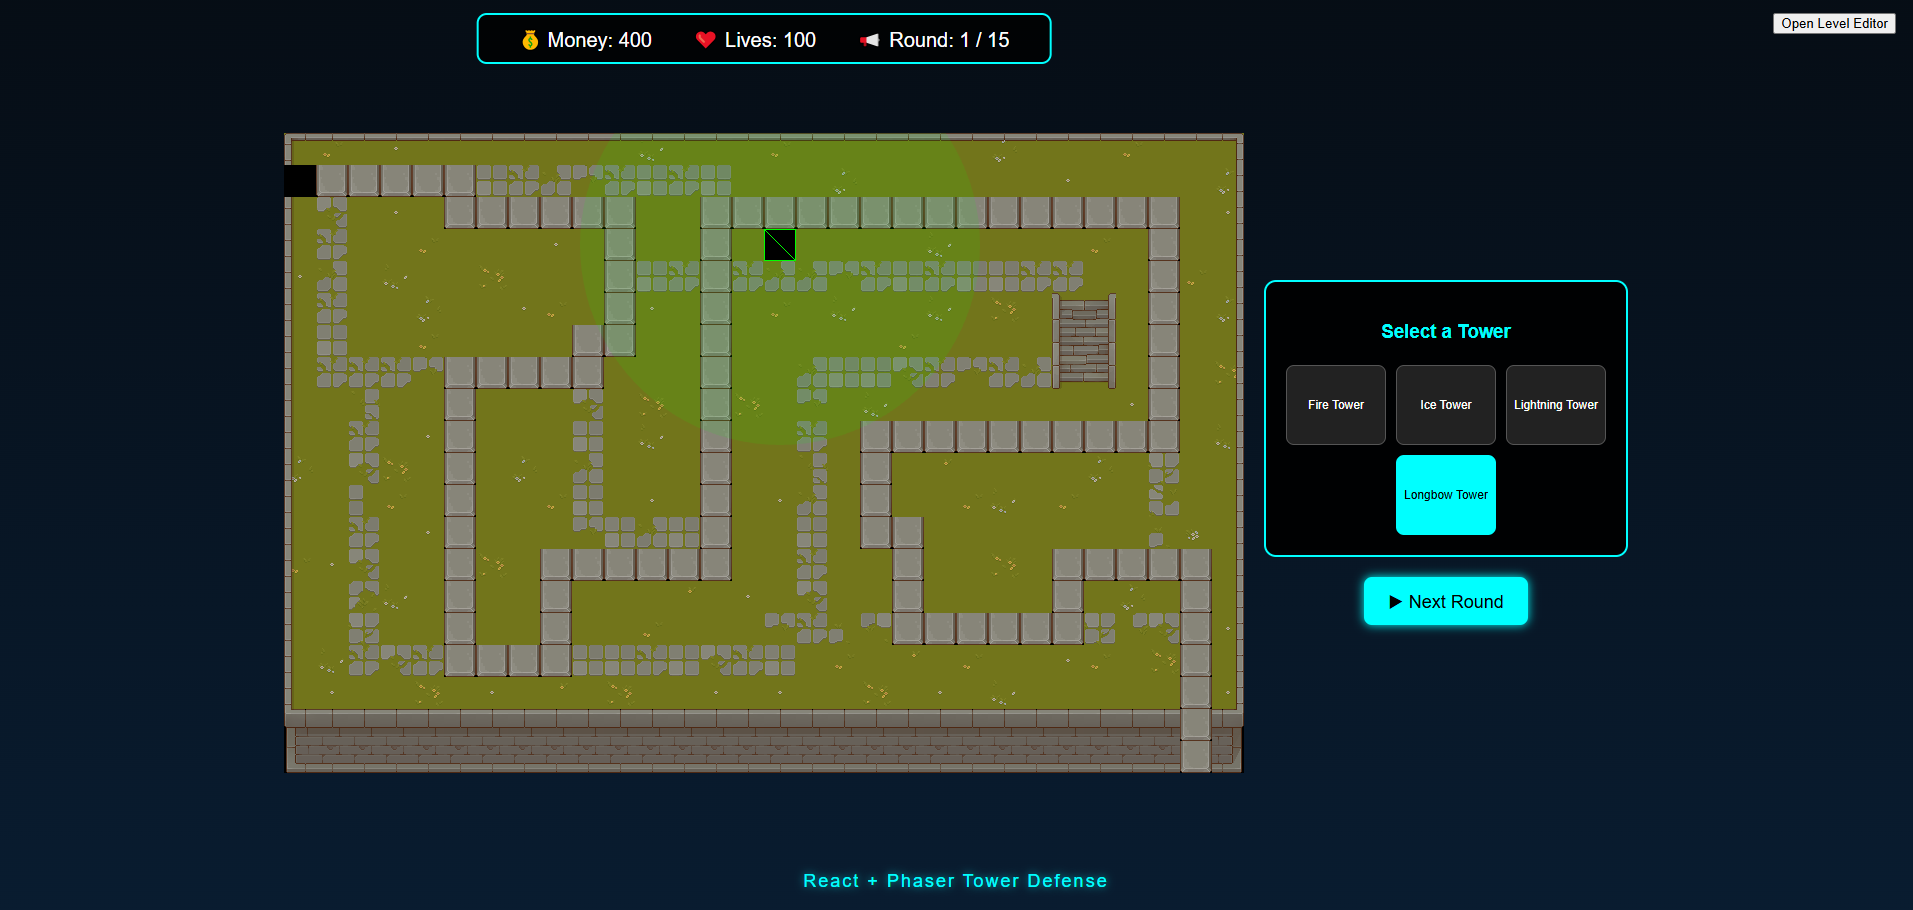 💰 Money: 400 ❤️ Lives: 100 📢 Round: 1 / 15
Open Level Editor
Select a Tower
Fire Tower
Ice Tower
Lightning Tower
Longbow Tower
▶ Next Round
React + Phaser Tower Defense